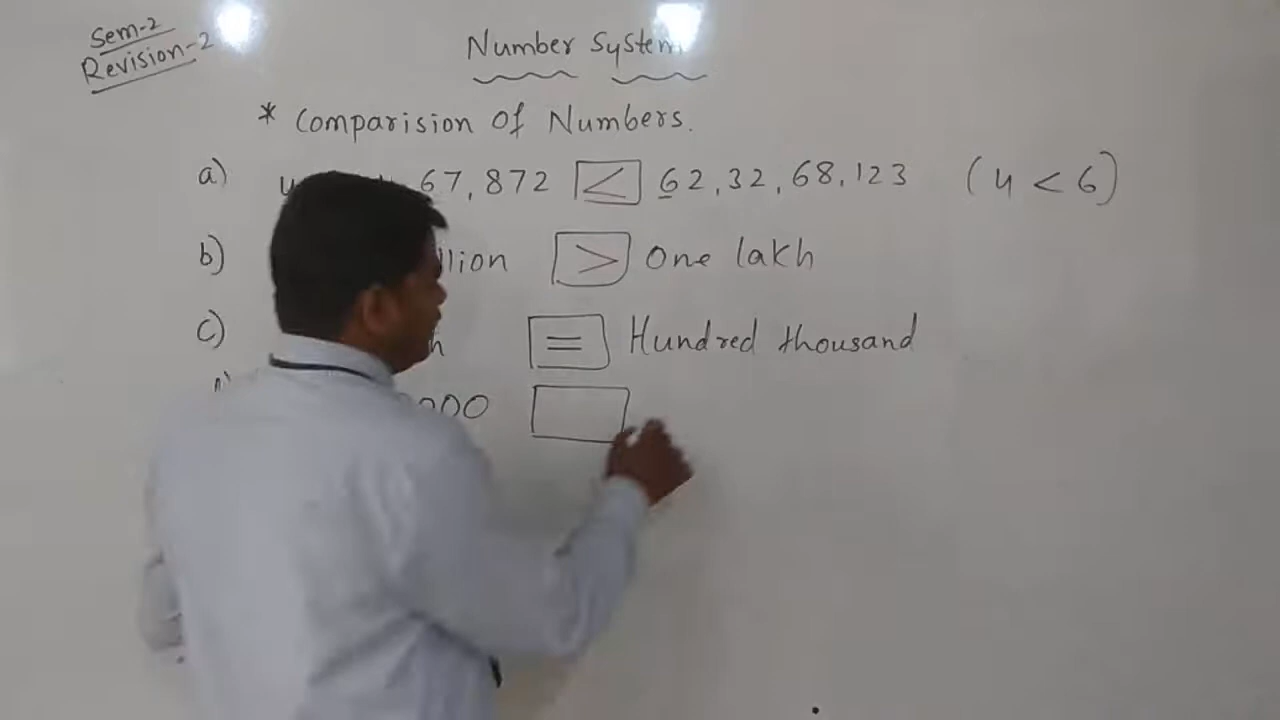 Sem-2
Revision-2
Number System
* Comparision of Numbers.
a) 67,872 < 62,32,68,123 (4 < 6)
b) > One lakh
c) = Hundred thousand
000